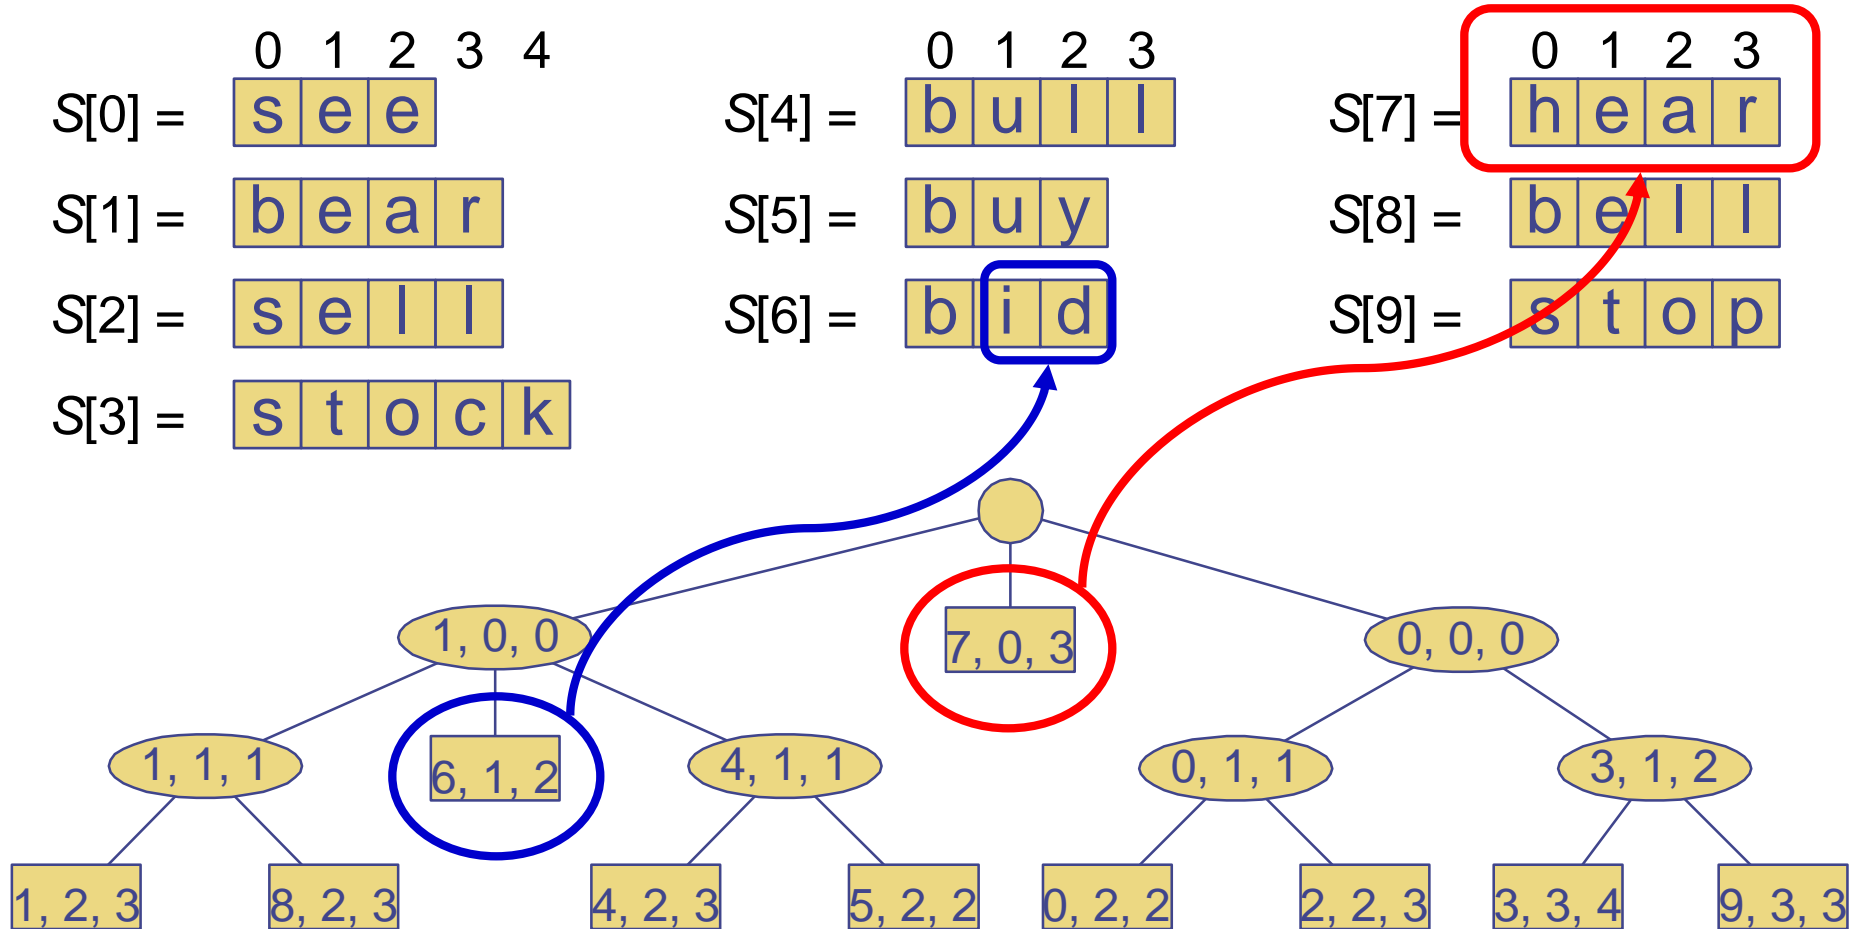 0 1 2 3 4
S[0] = s e e
S[1] = b e a r
S[2] = s e l l
S[3] = s t o c k
0 1 2 3
S[4] = b u l l
S[5] = b u y
S[6] = b i d
0 1 2 3
S[7] = h e a r
S[8] = b e l l
S[9] = s t o p
1, 0, 0
7, 0, 3
0, 0, 0
1, 1, 1
6, 1, 2
4, 1, 1
0, 1, 1
3, 1, 2
1, 2, 3
8, 2, 3
4, 2, 3
5, 2, 2
0, 2, 2
2, 2, 3
3, 3, 4
9, 3, 3